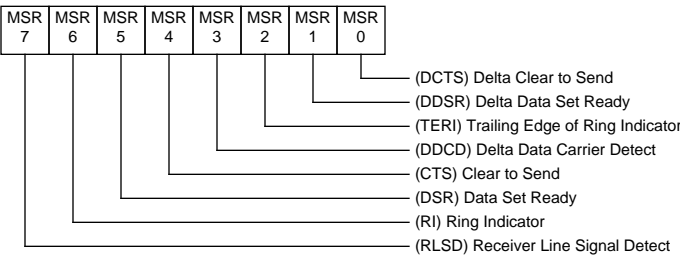 MSR MSR MSR MSR MSR MSR MSR MSR
7 6 5 4 3 2 1 0
(DCTS) Delta Clear to Send
(DDSR) Delta Data Set Ready
(TERI) Trailing Edge of Ring Indicator
(DDCD) Delta Data Carrier Detect
(CTS) Clear to Send
(DSR) Data Set Ready
(RI) Ring Indicator
(RLSD) Receiver Line Signal Detect